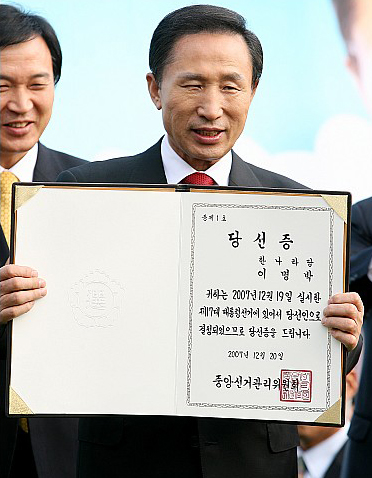 본제1호
당선증
한나라당
이명박
귀하는 2007년12월19일 실시한
제17대 대통령선거에 있어서 당선인으로
결정되었으므로 당선증을 드립니다.
2007년 12월 20일
중앙선거관리위원회